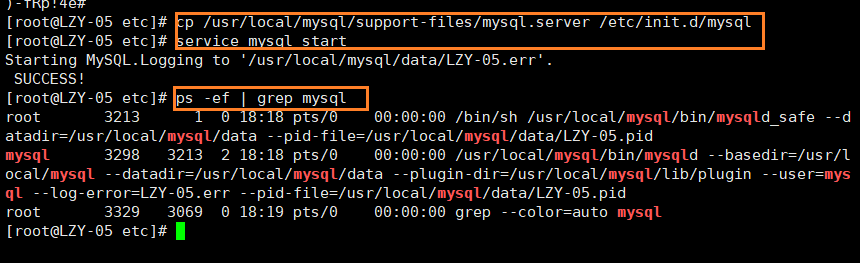 )-fRp!4e#
[root@LZY-05 etc]# cp /usr/local/mysql/support-files/mysql.server /etc/init.d/mysql
[root@LZY-05 etc]# service mysql start
Starting MySQL.Logging to '/usr/local/mysql/data/LZY-05.err'.
 SUCCESS!
[root@LZY-05 etc]# ps -ef | grep mysql
root       3213      1  0 18:18 pts/0    00:00:00 /bin/sh /usr/local/mysql/bin/mysqld_safe --d
atadir=/usr/local/mysql/data --pid-file=/usr/local/mysql/data/LZY-05.pid
mysql      3298   3213  2 18:18 pts/0    00:00:00 /usr/local/mysql/bin/mysqld --basedir=/usr/l
ocal/mysql --datadir=/usr/local/mysql/data --plugin-dir=/usr/local/mysql/lib/plugin --user=mys
ql --log-error=LZY-05.err --pid-file=/usr/local/mysql/data/LZY-05.pid
root       3329   3069  0 18:19 pts/0    00:00:00 grep --color=auto mysql
[root@LZY-05 etc]#